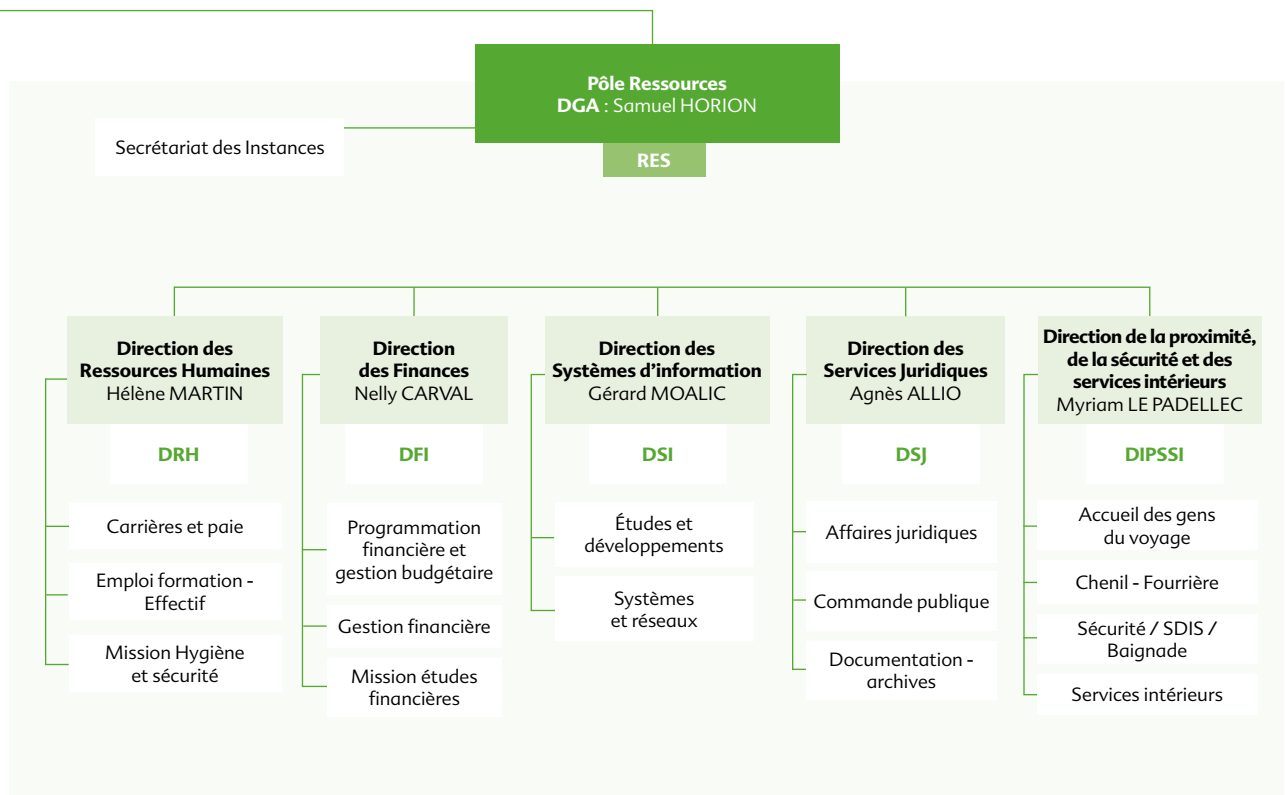 Pôle Ressources
DGA : Samuel HORION
Secrétariat des Instances
RES
Direction des
Ressources Humaines
Hélène MARTIN
DRH
Carrières et paie
Emploi formation -
Effectif
Mission Hygiène
et sécurité
Direction
des Finances
Nelly CARVAL
DFI
Programmation
financière et
gestion budgétaire
Gestion financière
Mission études
financières
Direction des
Systèmes d'information
Gérard MOALIC
DSI
Études et
développements
Systèmes
et réseaux
Direction des
Services Juridiques
Agnès ALLIO
DSJ
Affaires juridiques
Commande publique
Documentation -
archives
Direction de la proximité,
de la sécurité et des
services intérieurs
Myriam LE PADELLEC
DIPSSI
Accueil des gens
du voyage
Chenil - Fourrière
Sécurité / SDIS /
Baignade
Services intérieurs